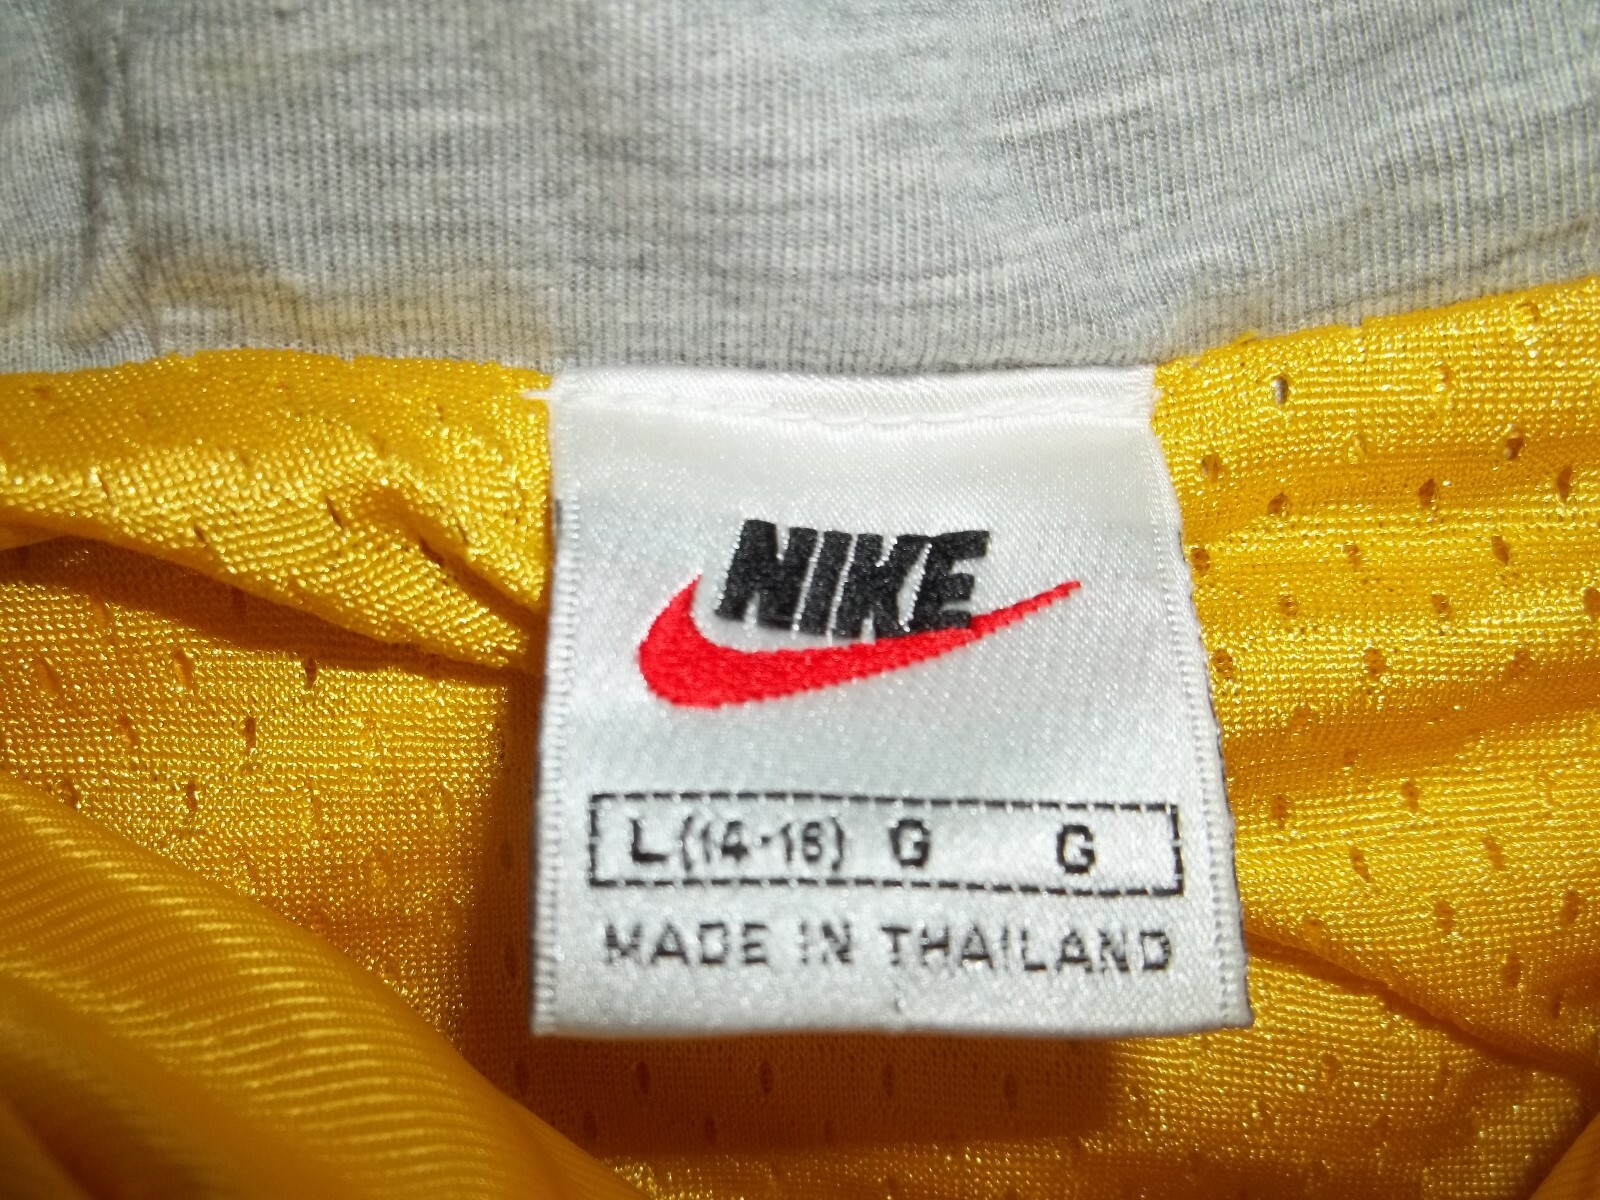 NIKE
L (14-16) G G
MADE IN THAILAND